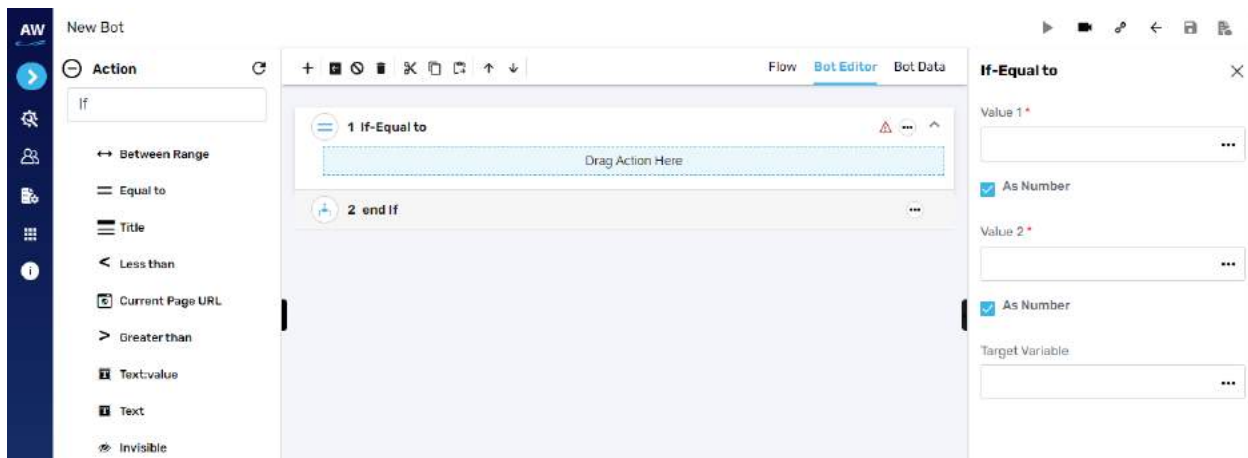 AW
New Bot
Action
If
Between Range
Equal to
Title
Less than
Current Page URL
Greater than
Text:value
Text
Invisible
Flow Bot Editor Bot Data
1 If-Equal to
Drag Action Here
2 end If
If-Equal to
Value 1 *
As Number
Value 2 *
As Number
Target Variable